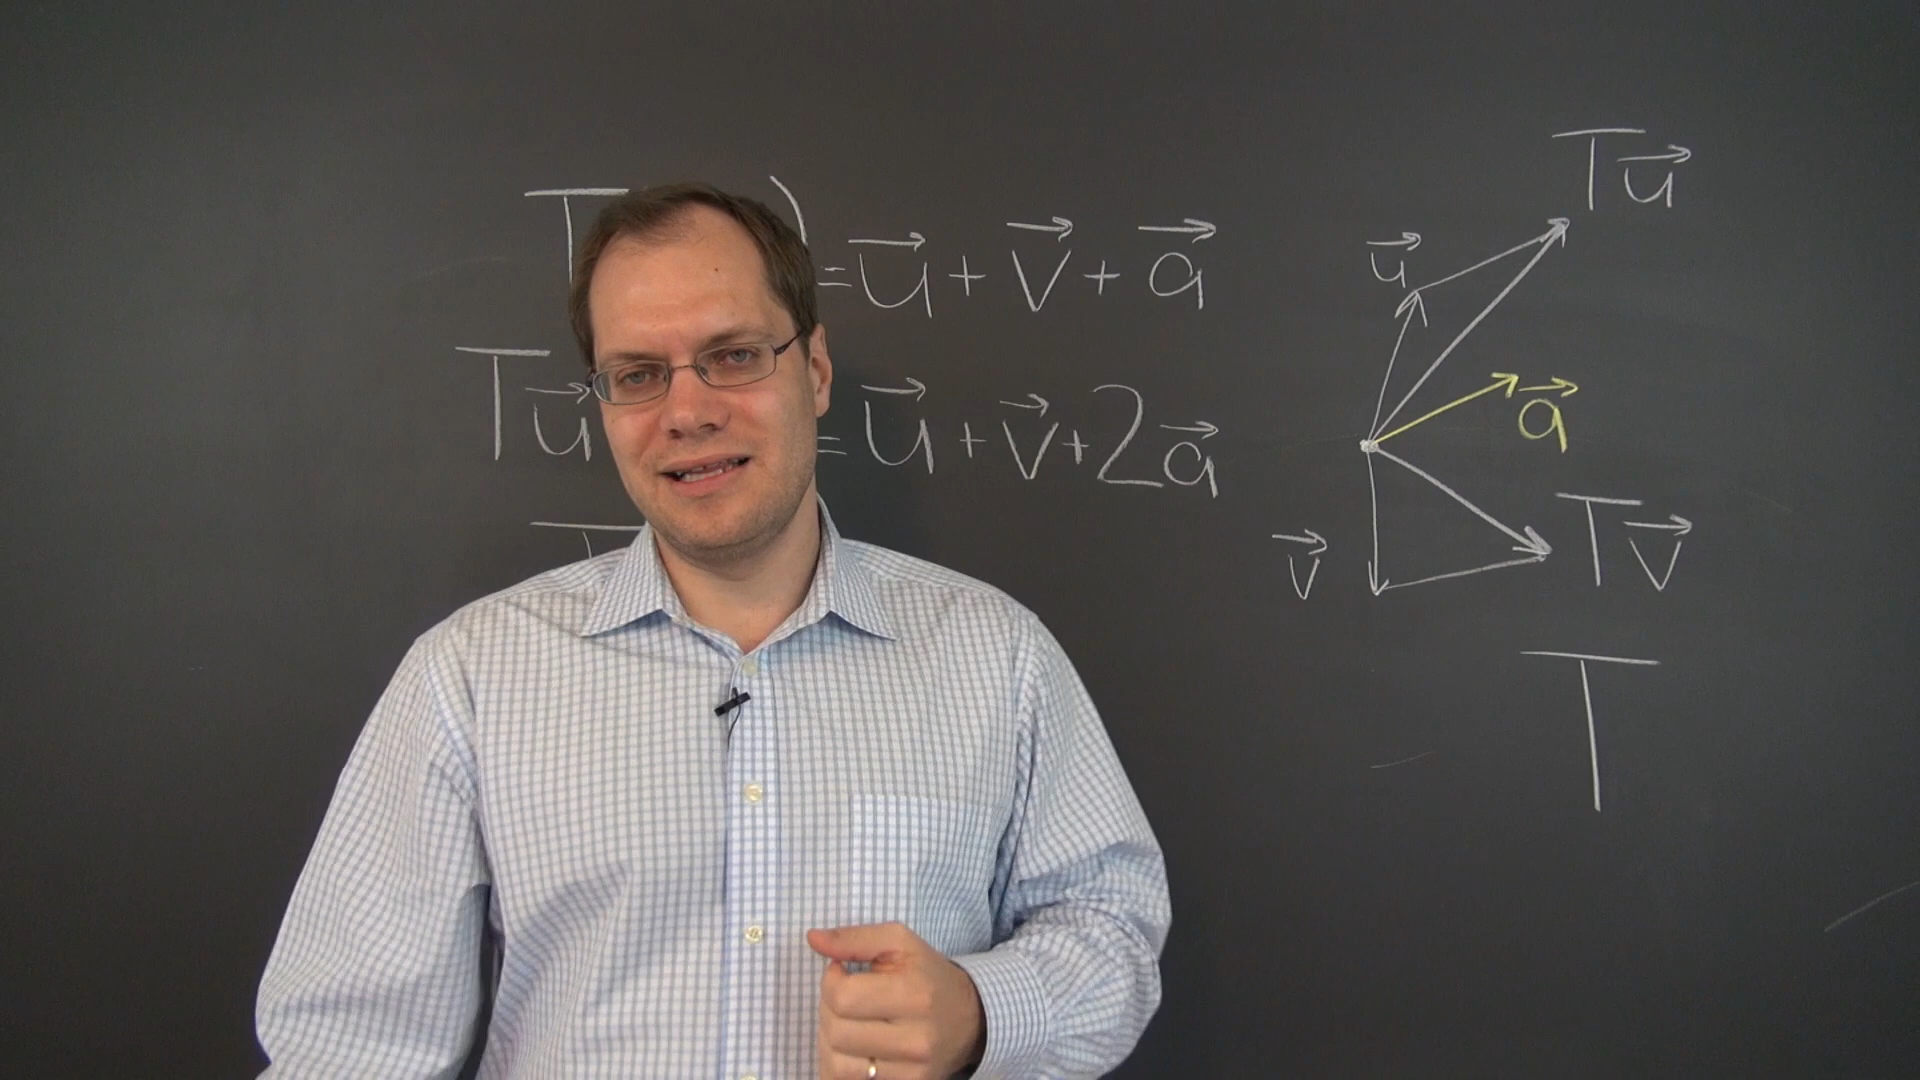 T ) = u⃗ + v⃗ + a⃗
Tu⃗ = u⃗ + v⃗ + 2a⃗
T
Tu⃗
u⃗
a⃗
v⃗
Tv⃗
T